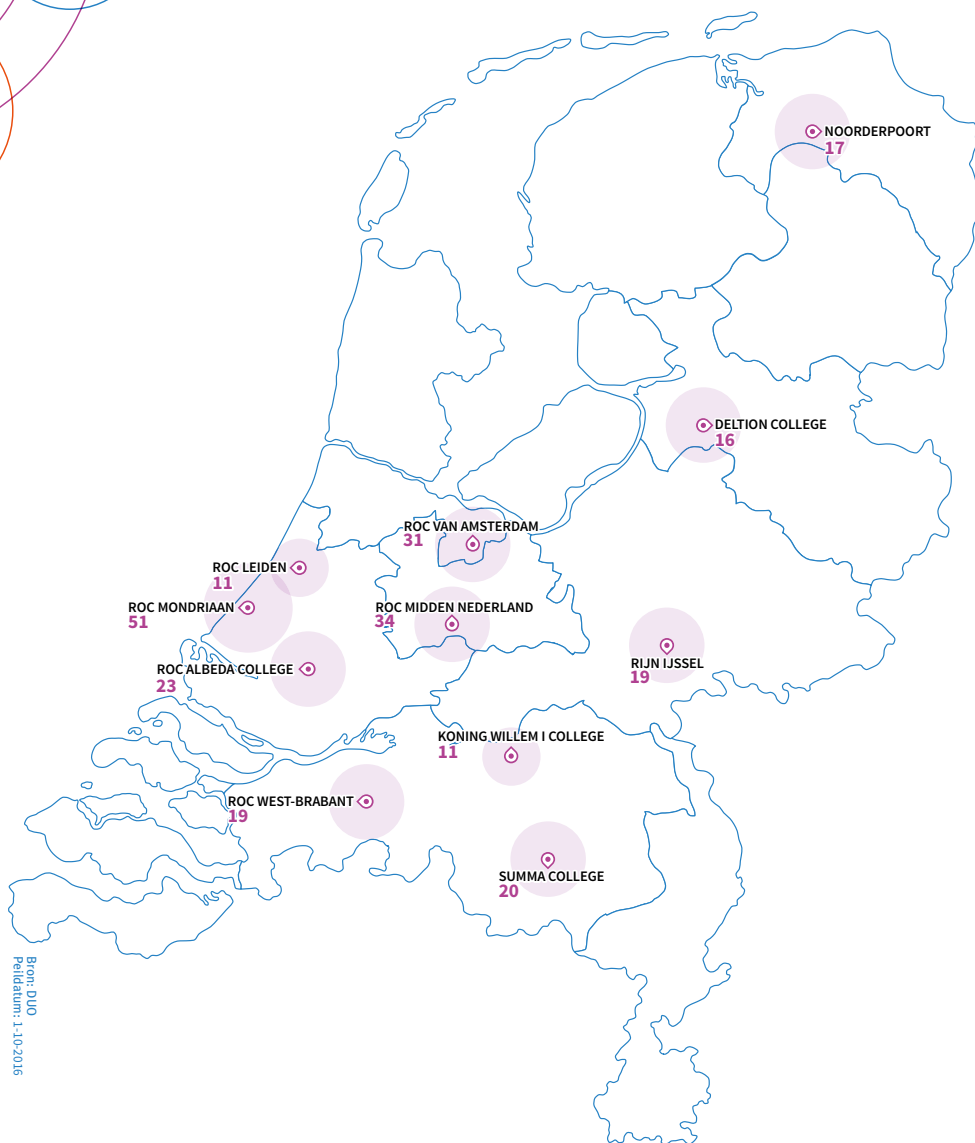 NOORDERPOORT
17
DELTION COLLEGE
16
ROC VAN AMSTERDAM
31
ROC LEIDEN
11
ROC MONDRIAAN
51
ROC MIDDEN NEDERLAND
34
ROC ALBEDA COLLEGE
23
RIJN IJSSEL
19
KONING WILLEM I COLLEGE
11
ROC WEST-BRABANT
19
SUMMA COLLEGE
20
Bron: DUO
Peildatum: 1-10-2016